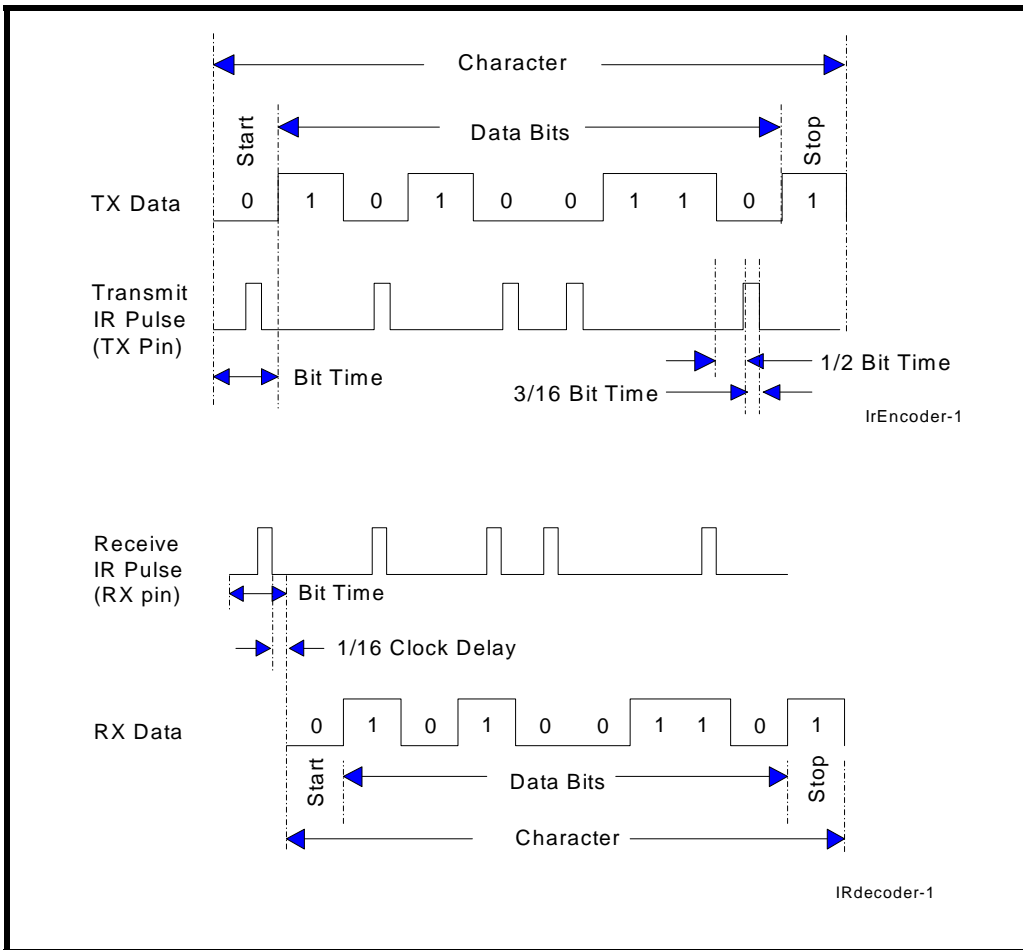 Character
Start
Data Bits
Stop
TX Data
0 1 0 1 0 0 1 1 0 1
Transmit
IR Pulse
(TX Pin)
Bit Time
1/2 Bit Time
3/16 Bit Time
IrEncoder-1
Receive
IR Pulse
(RX pin)
Bit Time
1/16 Clock Delay
RX Data
0 1 0 1 0 0 1 1 0 1
Start
Data Bits
Stop
Character
IRdecoder-1